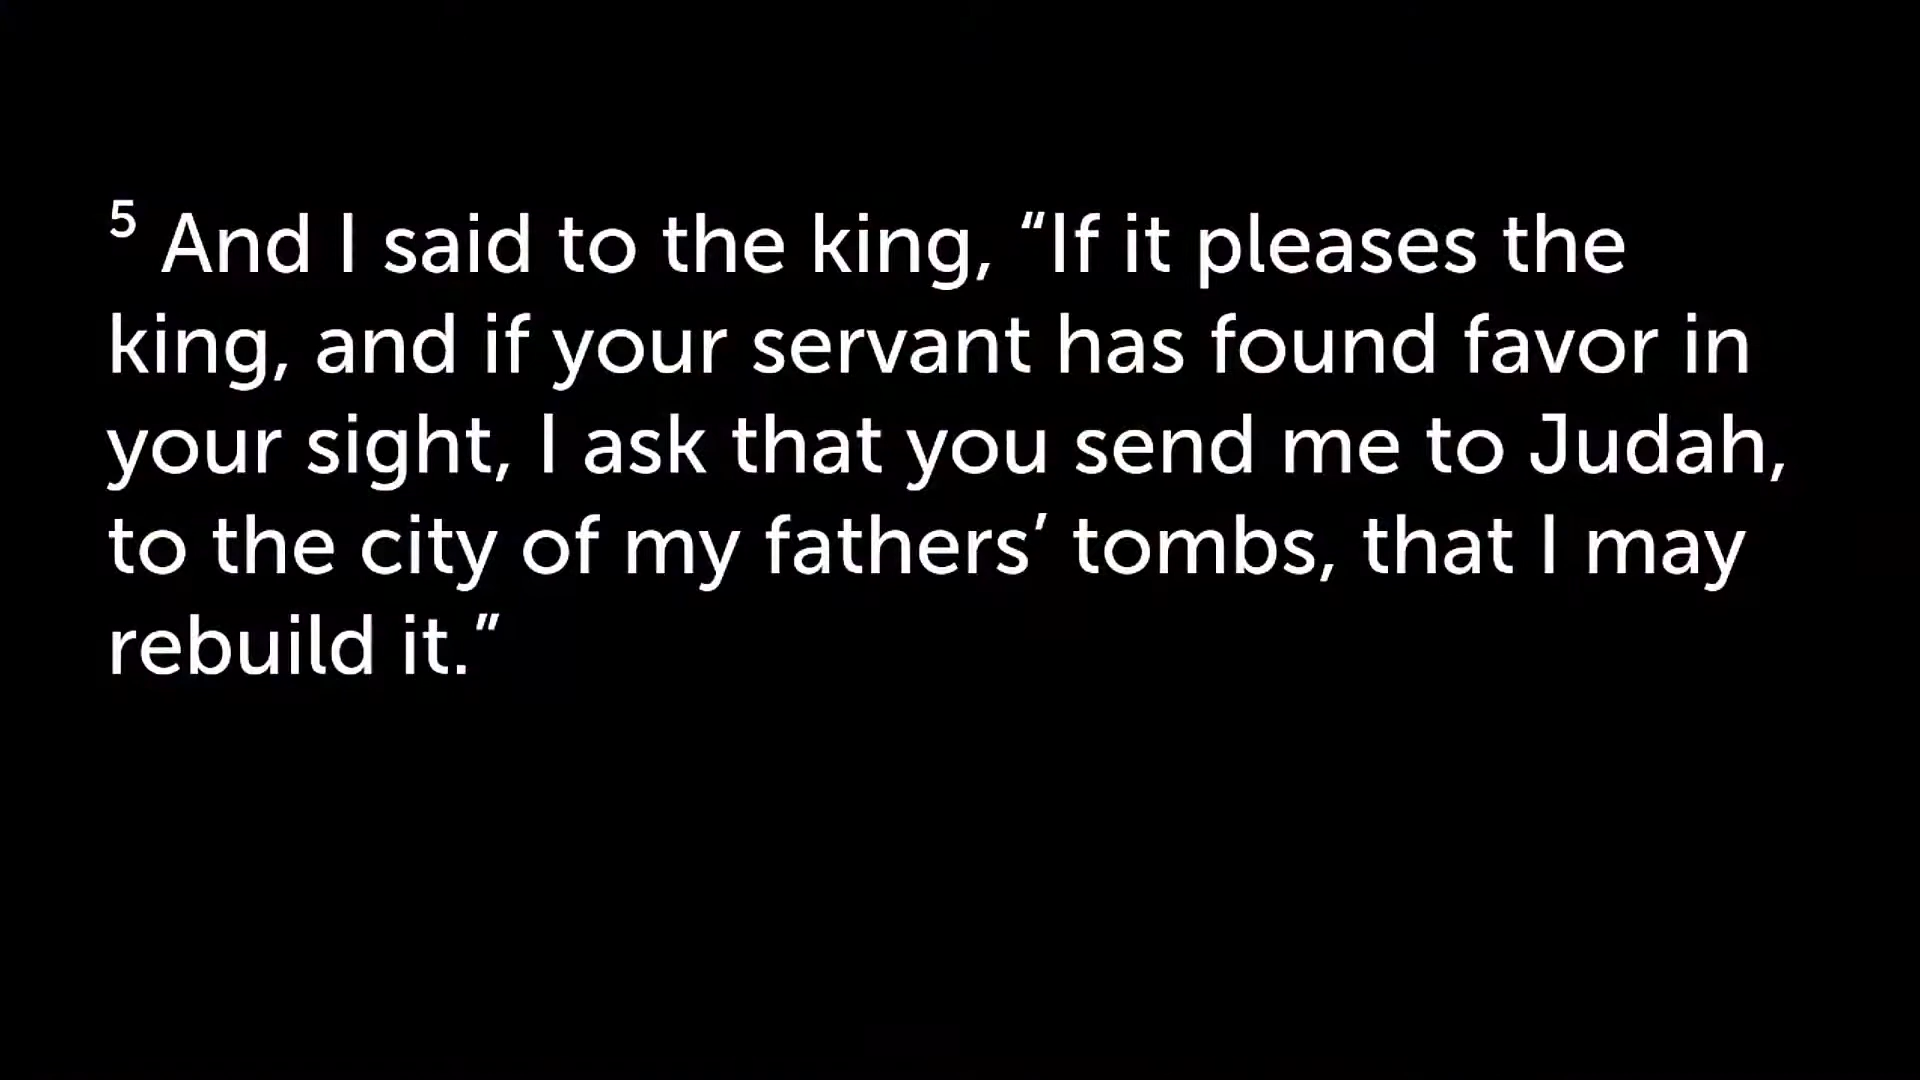 5 And I said to the king, “If it pleases the
king, and if your servant has found favor in
your sight, I ask that you send me to Judah,
to the city of my fathers’ tombs, that I may
rebuild it.”